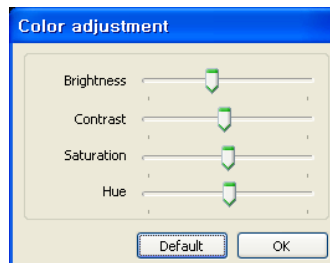 Color adjustment
Brightness
Contrast
Saturation
Hue
Default
OK